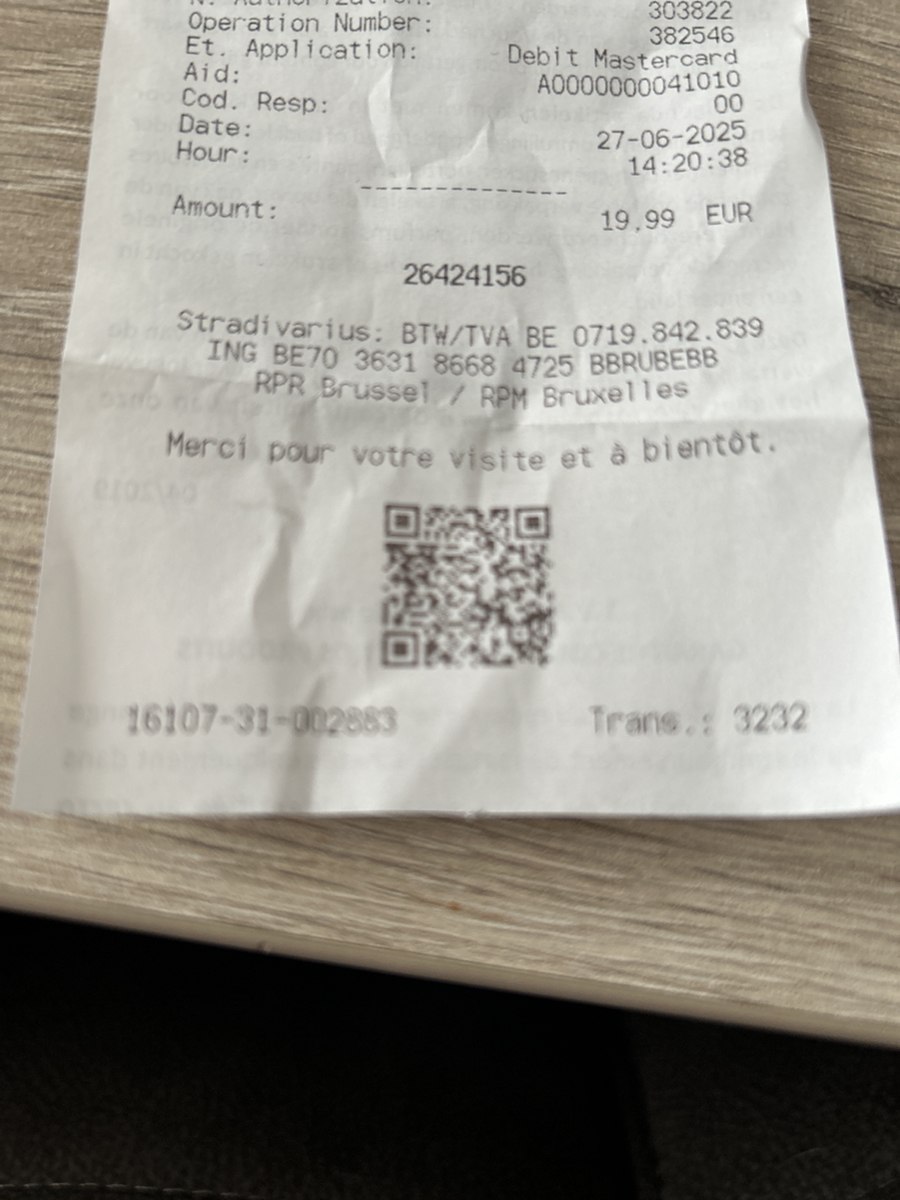 N. Authorization: 303822
Operation Number: 382546
Et. Application: Debit Mastercard
Aid: A0000000041010
Cod. Resp: 00
Date: 27-06-2025
Hour: 14:20:38
--------------
Amount: 19,99 EUR
26424156
Stradivarius: BTW/TVA BE 0719.842.839
ING BE70 3631 8668 4725 BBRUBEBB
RPR Brussel / RPM Bruxelles
Merci pour votre visite et à bientôt.
16107-31-002883 Trans.: 3232